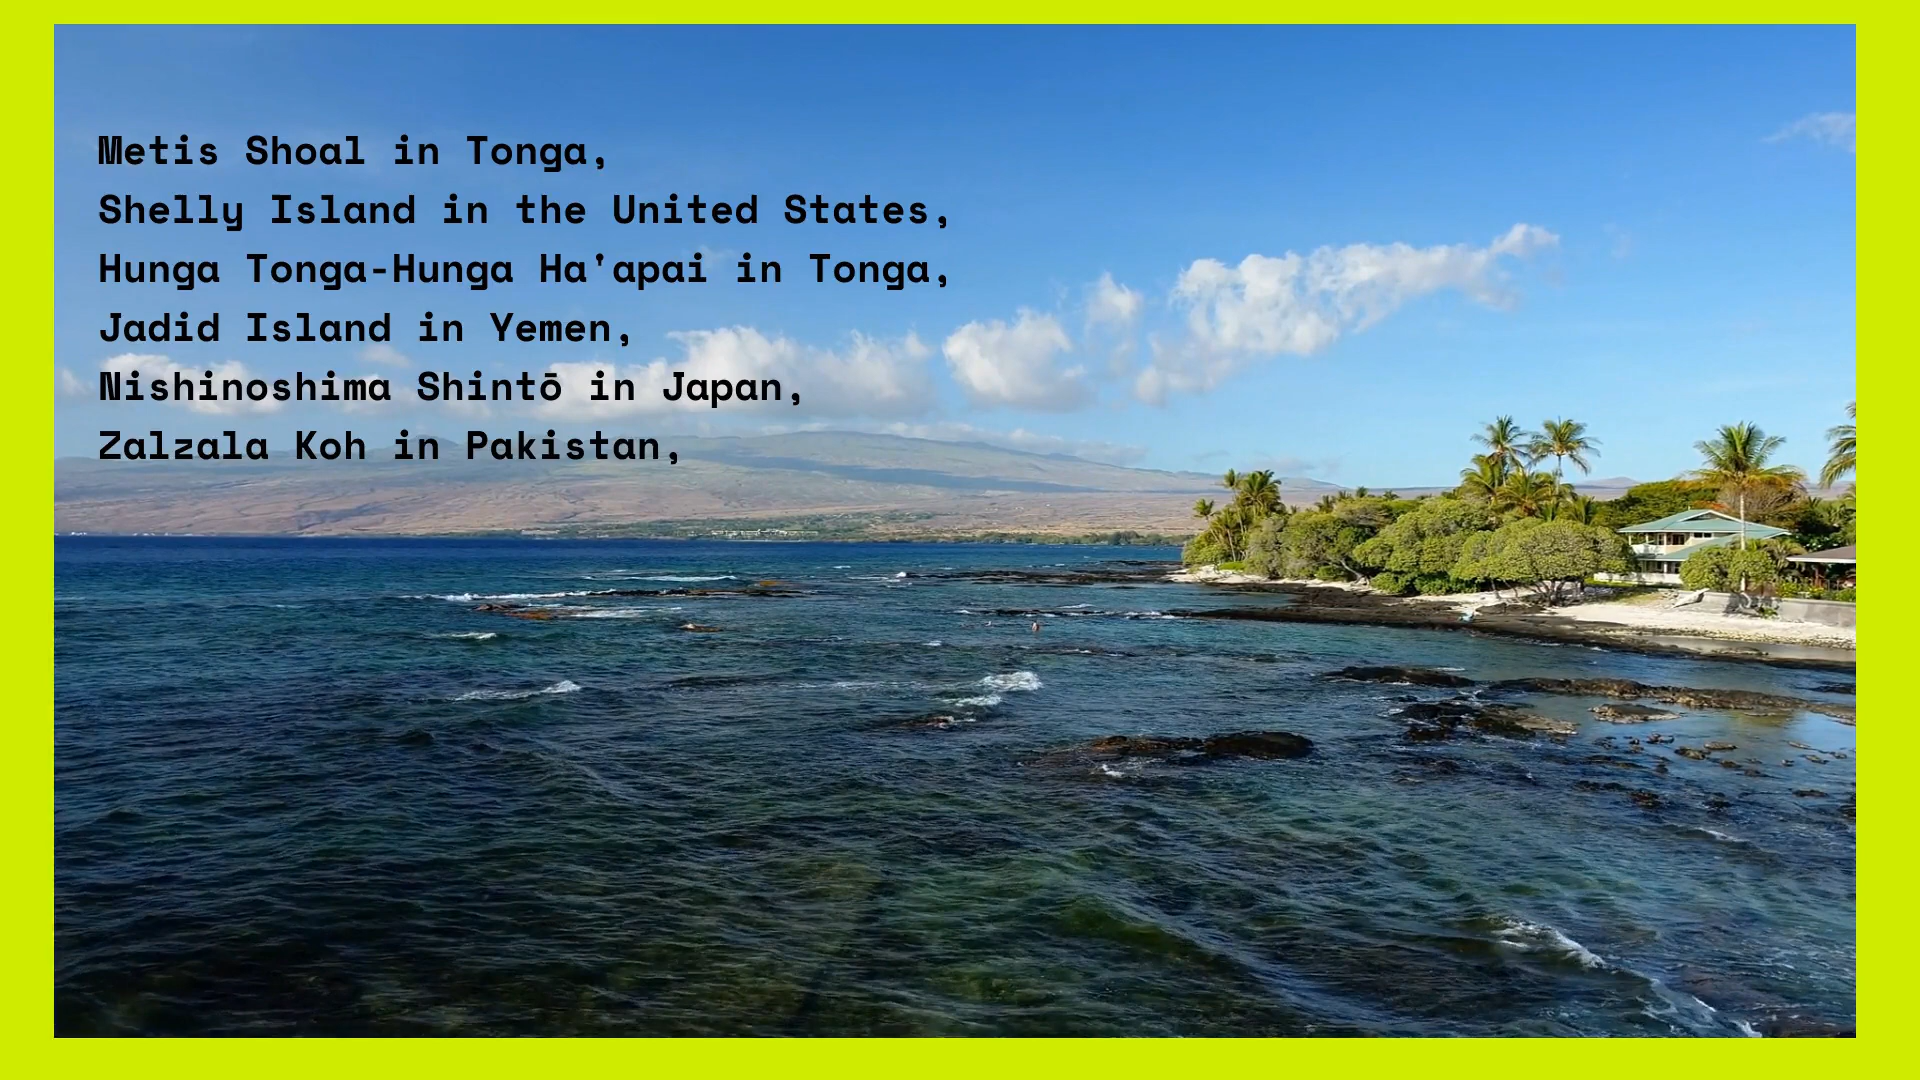 Metis Shoal in Tonga,
Shelly Island in the United States,
Hunga Tonga-Hunga Ha'apai in Tonga,
Jadid Island in Yemen,
Nishinoshima Shintō in Japan,
Zalzala Koh in Pakistan,